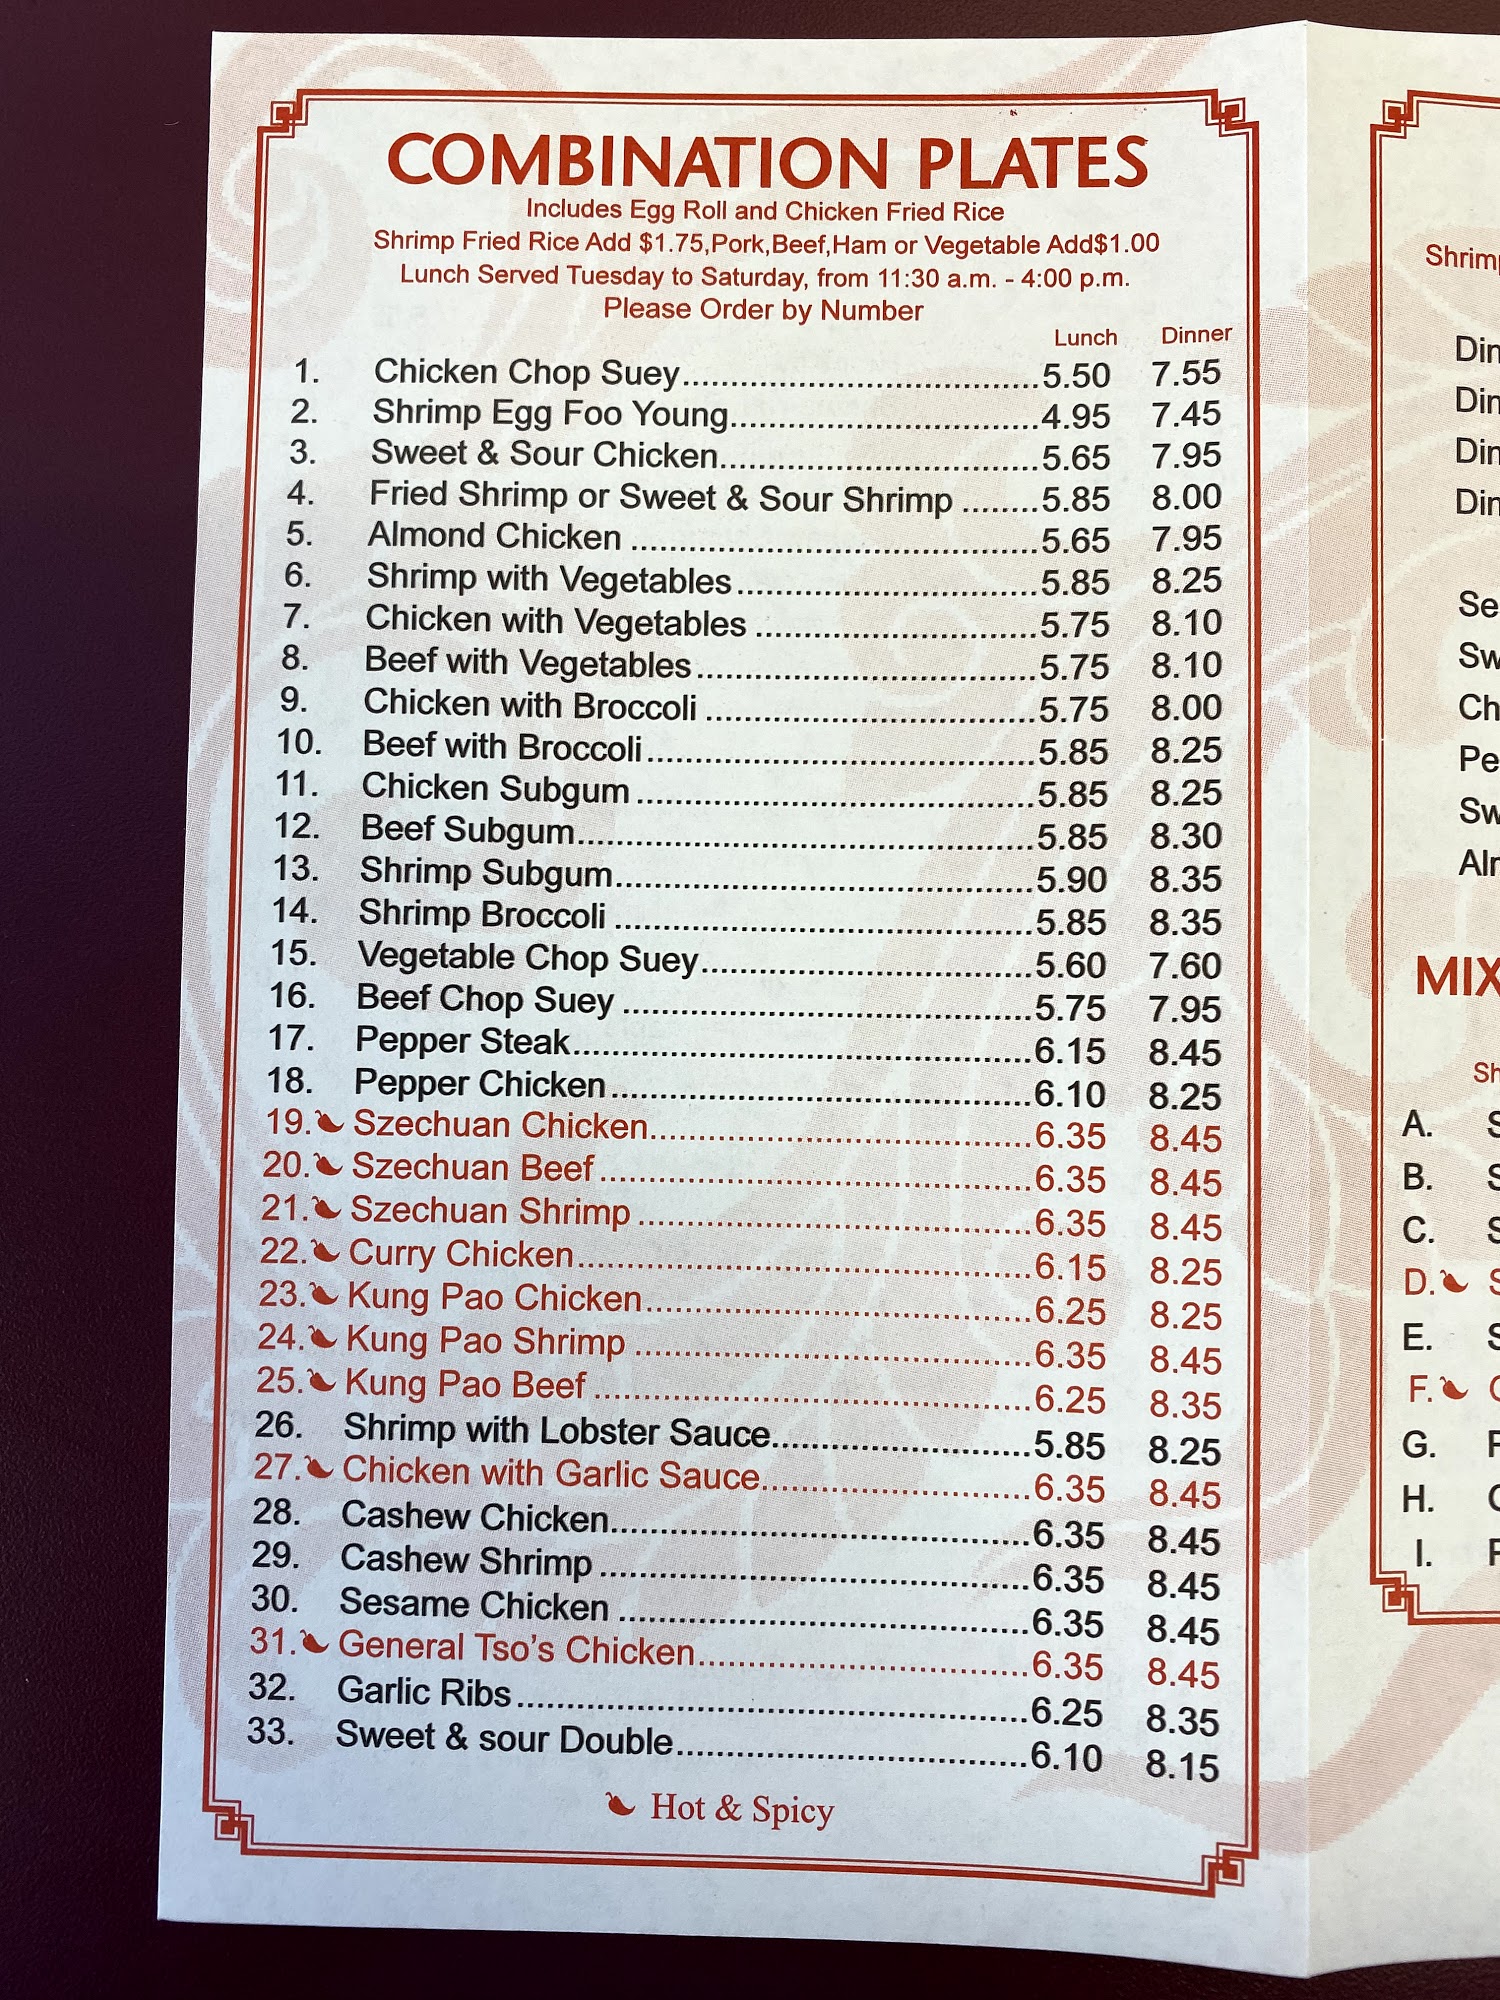 COMBINATION PLATES
Includes Egg Roll and Chicken Fried Rice
Shrimp Fried Rice Add $1.75,Pork,Beef,Ham or Vegetable Add$1.00
Lunch Served Tuesday to Saturday, from 11:30 a.m. - 4:00 p.m.
Please Order by Number
Lunch Dinner
1. Chicken Chop Suey 5.50 7.55
2. Shrimp Egg Foo Young 4.95 7.45
3. Sweet & Sour Chicken 5.65 7.95
4. Fried Shrimp or Sweet & Sour Shrimp 5.85 8.00
5. Almond Chicken 5.65 7.95
6. Shrimp with Vegetables 5.85 8.25
7. Chicken with Vegetables 5.75 8.10
8. Beef with Vegetables 5.75 8.10
9. Chicken with Broccoli 5.75 8.00
10. Beef with Broccoli 5.85 8.25
11. Chicken Subgum 5.85 8.25
12. Beef Subgum 5.85 8.30
13. Shrimp Subgum 5.90 8.35
14. Shrimp Broccoli 5.85 8.35
15. Vegetable Chop Suey 5.60 7.60
16. Beef Chop Suey 5.75 7.95
17. Pepper Steak 6.15 8.45
18. Pepper Chicken 6.10 8.25
19. Szechuan Chicken 6.35 8.45
20. Szechuan Beef 6.35 8.45
21. Szechuan Shrimp 6.35 8.45
22. Curry Chicken 6.15 8.25
23. Kung Pao Chicken 6.25 8.25
24. Kung Pao Shrimp 6.35 8.45
25. Kung Pao Beef 6.25 8.35
26. Shrimp with Lobster Sauce 5.85 8.25
27. Chicken with Garlic Sauce 6.35 8.45
28. Cashew Chicken 6.35 8.45
29. Cashew Shrimp 6.35 8.45
30. Sesame Chicken 6.35 8.45
31. General Tso's Chicken 6.35 8.45
32. Garlic Ribs 6.25 8.35
33. Sweet & sour Double 6.10 8.15
Hot & Spicy
A.
B.
C.
D.
E.
F.
G.
H.
I.